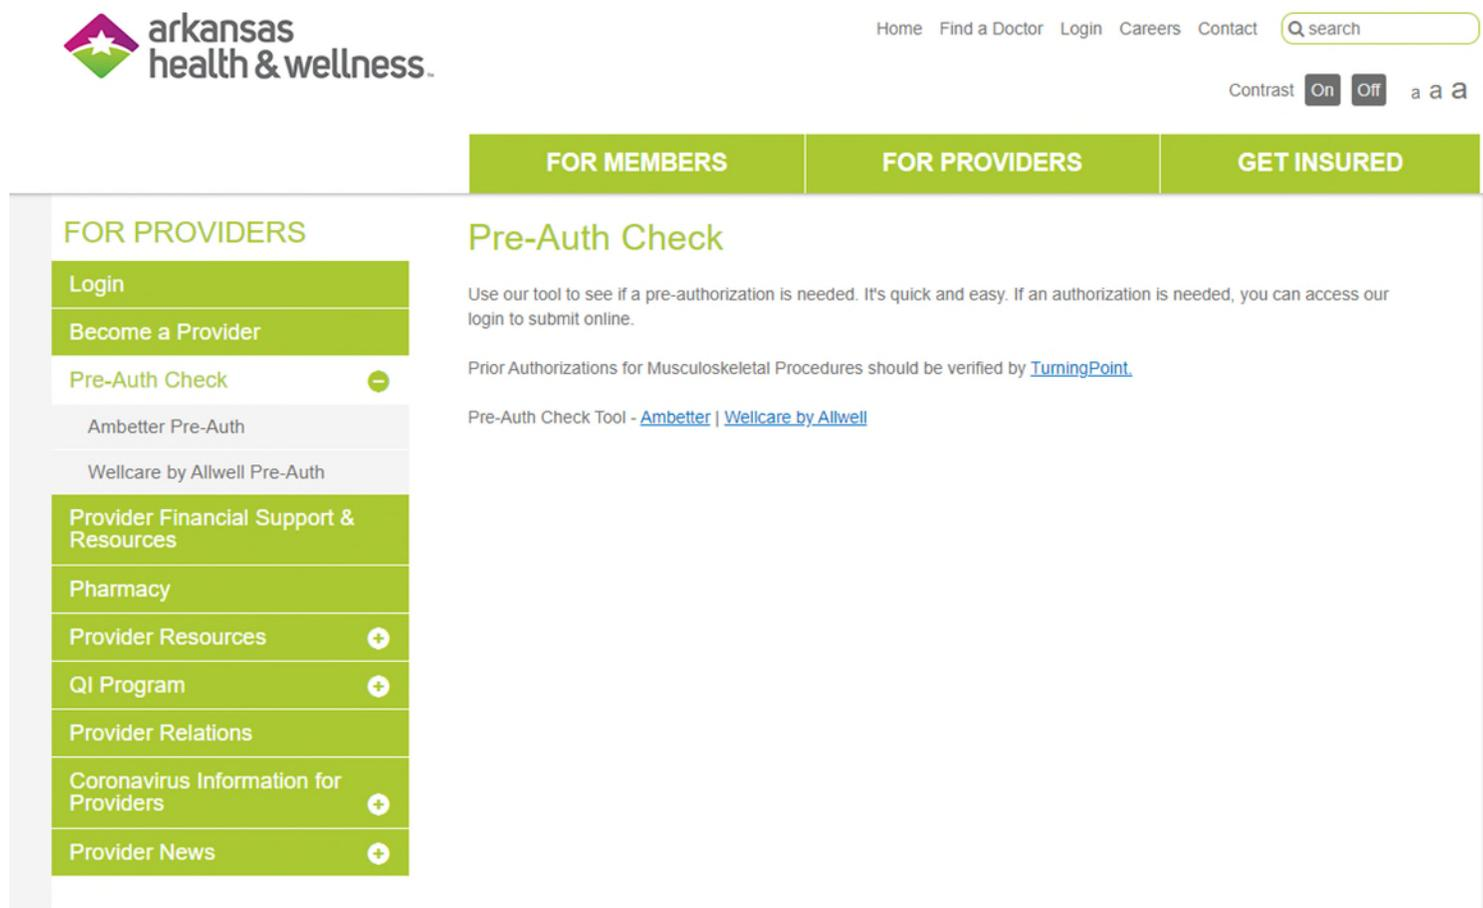 arkansas
health & wellness™
Home Find a Doctor Login Careers Contact search
Contrast On Off a a a
FOR MEMBERS FOR PROVIDERS GET INSURED
FOR PROVIDERS
Login
Become a Provider
Pre-Auth Check
Ambetter Pre-Auth
Wellcare by Allwell Pre-Auth
Provider Financial Support &
Resources
Pharmacy
Provider Resources
QI Program
Provider Relations
Coronavirus Information for
Providers
Provider News
Pre-Auth Check
Use our tool to see if a pre-authorization is needed. It's quick and easy. If an authorization is needed, you can access our
login to submit online.
Prior Authorizations for Musculoskeletal Procedures should be verified by TurningPoint.
Pre-Auth Check Tool - Ambetter | Wellcare by Allwell